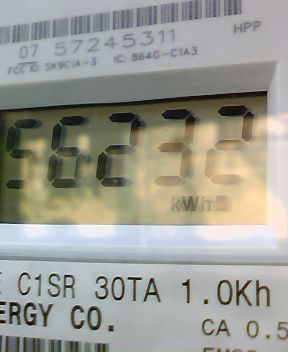 07 57245311
HPP
FCC ID: SK9C1A-3 IC: 864G-C1A3
56232
kWh
C1SR 30TA 1.0Kh
ERGY CO.
CA 0.5